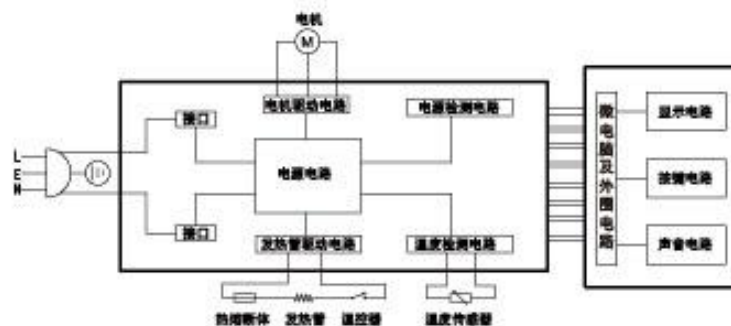 电机
M
电机驱动电路
电源检测电路
接口
微电脑及外围电路
显示电路
L
E
N
电源电路
按键电路
接口
发热管驱动电路
温度检测电路
声音电路
热熔断体
发热管
温控器
温度传感器